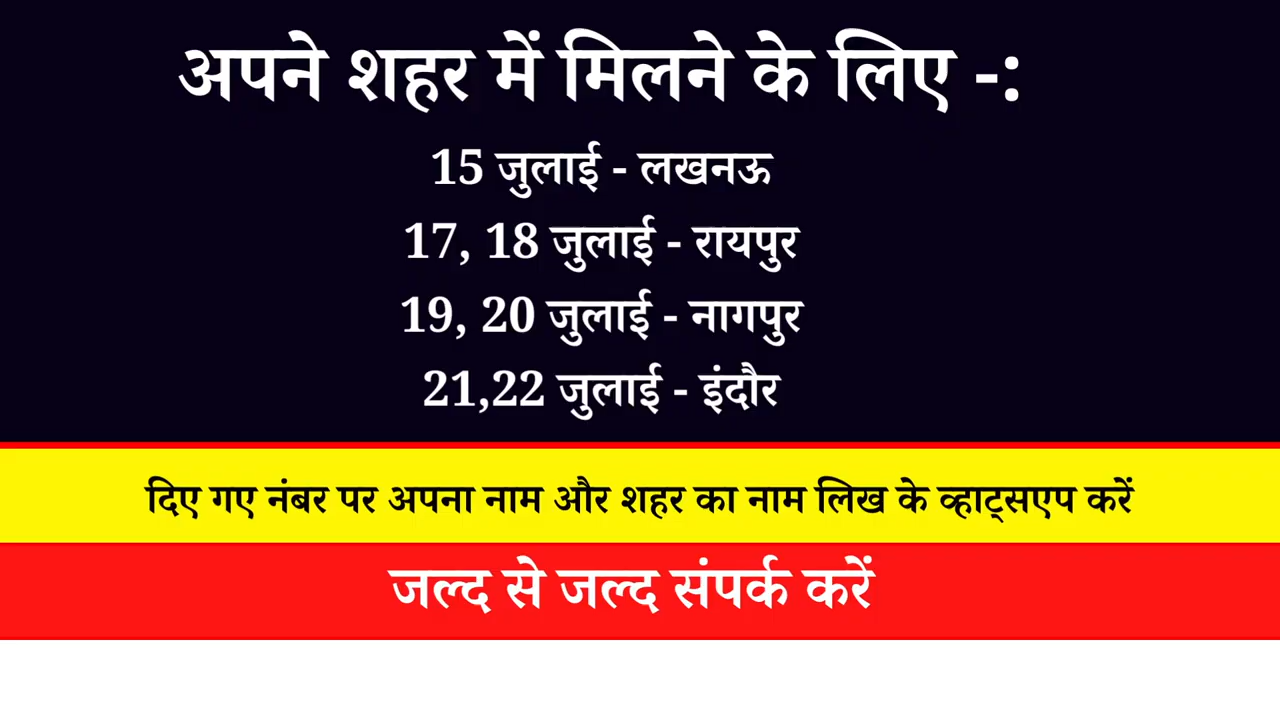 अपने शहर में मिलने के लिए -:
15 जुलाई - लखनऊ
17, 18 जुलाई - रायपुर
19, 20 जुलाई - नागपुर
21,22 जुलाई - इंदौर
दिए गए नंबर पर अपना नाम और शहर का नाम लिख के व्हाट्सएप करें
जल्द से जल्द संपर्क करें